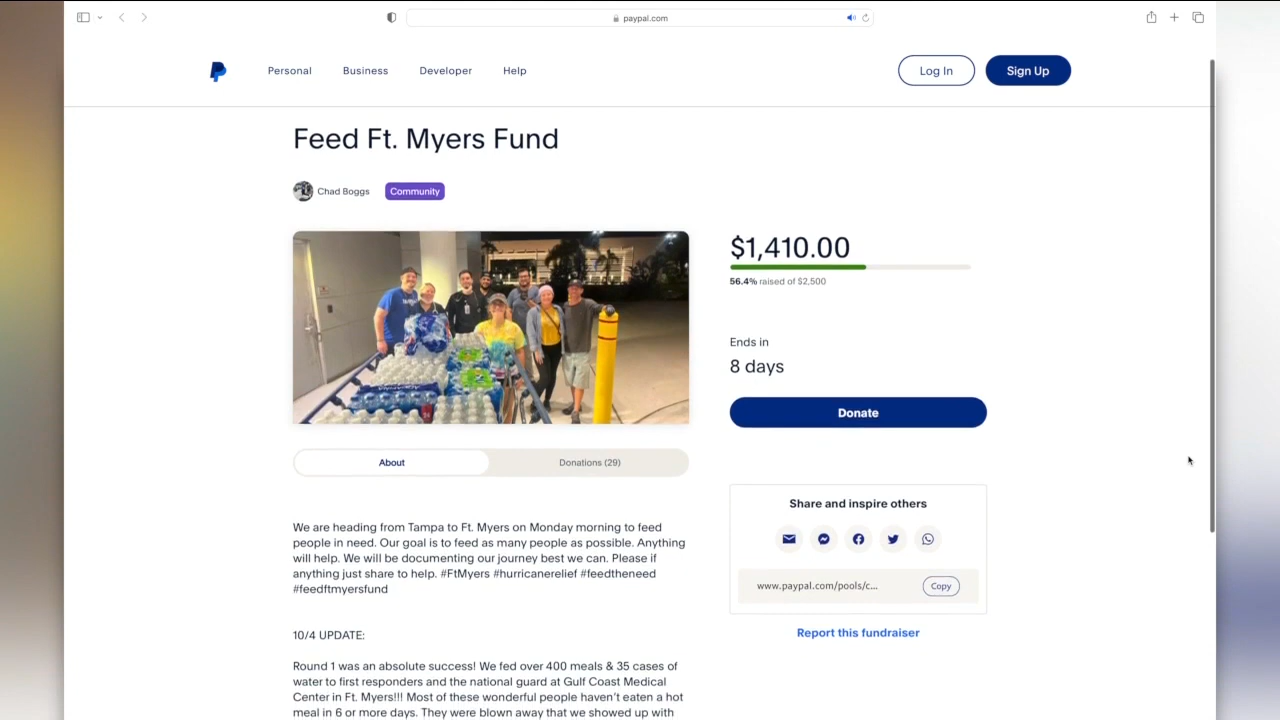 paypal.com
Personal
Business
Developer
Help
Log In
Sign Up
Feed Ft. Myers Fund
Chad Boggs
Community
$1,410.00
56.4% raised of $2,500
Ends in
8 days
Donate
About
Donations (29)
We are heading from Tampa to Ft. Myers on Monday morning to feed
people in need. Our goal is to feed as many people as possible. Anything
will help. We will be documenting our journey best we can. Please if
anything just share to help. #FtMyers #hurricanerelief #feedtheneed
#feedftmyersfund
10/4 UPDATE:
Round 1 was an absolute success! We fed over 400 meals & 35 cases of
water to first responders and the national guard at Gulf Coast Medical
Center in Ft. Myers!!! Most of these wonderful people haven't eaten a hot
meal in 6 or more days. They were blown away that we showed up with
Share and inspire others
www.paypal.com/pools/c...
Copy
Report this fundraiser